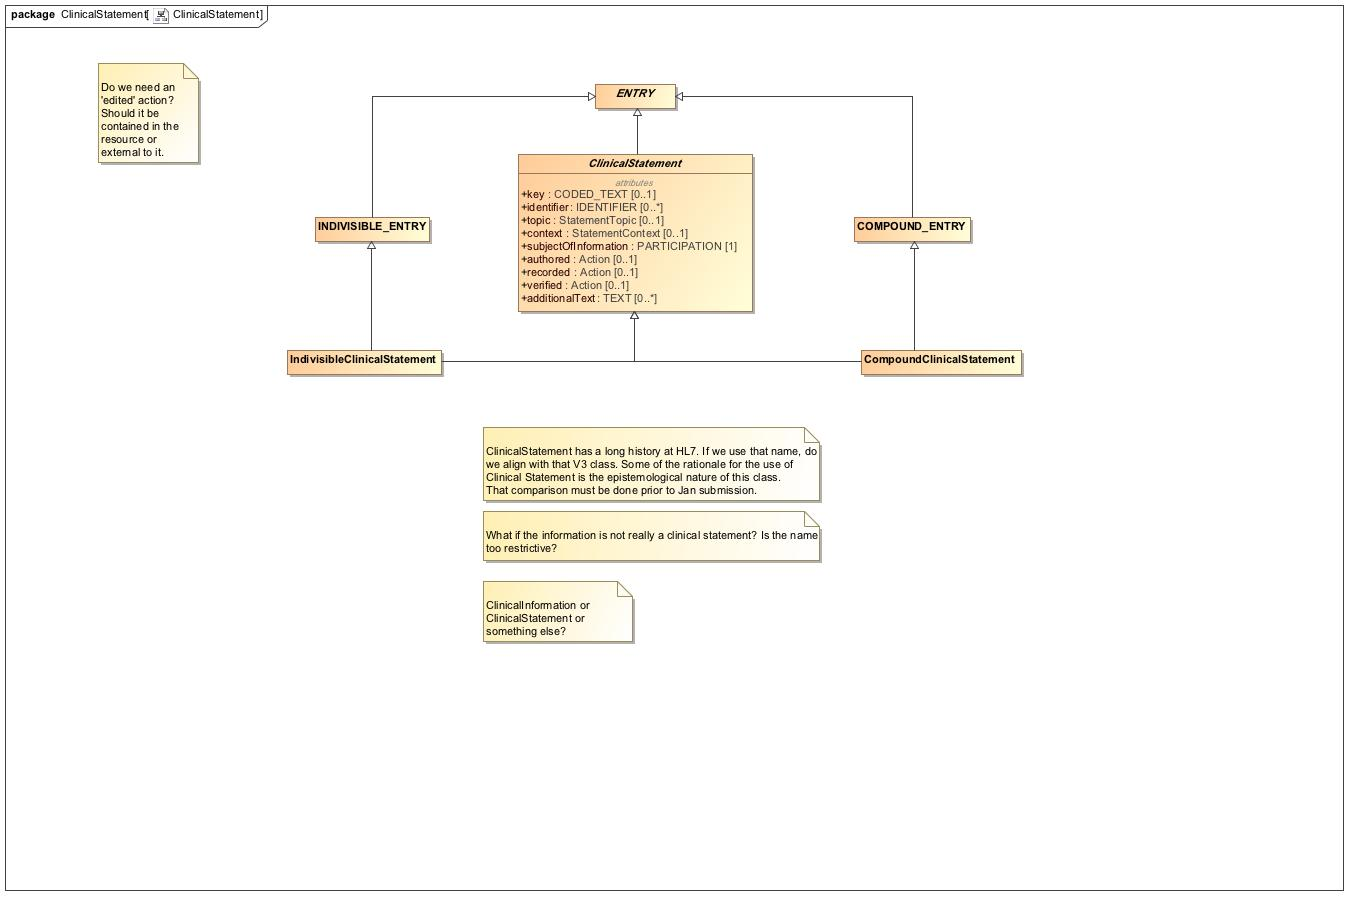 package ClinicalStatement[ ClinicalStatement]
Do we need an
'edited' action?
Should it be
contained in the
resource or
external to it.
ENTRY
ClinicalStatement
attributes
+key : CODED_TEXT [0..1]
+identifier : IDENTIFIER [0..*]
+topic : StatementTopic [0..1]
+context : StatementContext [0..1]
+subjectOfInformation : PARTICIPATION [1]
+authored : Action [0..1]
+recorded : Action [0..1]
+verified : Action [0..1]
+additionalText : TEXT [0..*]
INDIVISIBLE_ENTRY
COMPOUND_ENTRY
IndivisibleClinicalStatement
CompoundClinicalStatement
ClinicalStatement has a long history at HL7. If we use that name, do
we align with that V3 class. Some of the rationale for the use of
Clinical Statement is the epistemological nature of this class.
That comparison must be done prior to Jan submission.
What if the information is not really a clinical statement? Is the name
too restrictive?
ClinicalInformation or
ClinicalStatement or
something else?